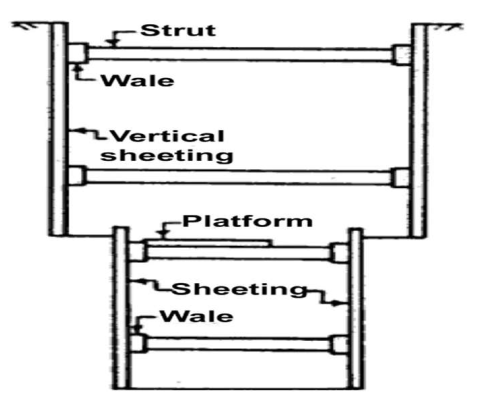 Strut
Wale
Vertical
sheeting
Platform
Sheeting
Wale